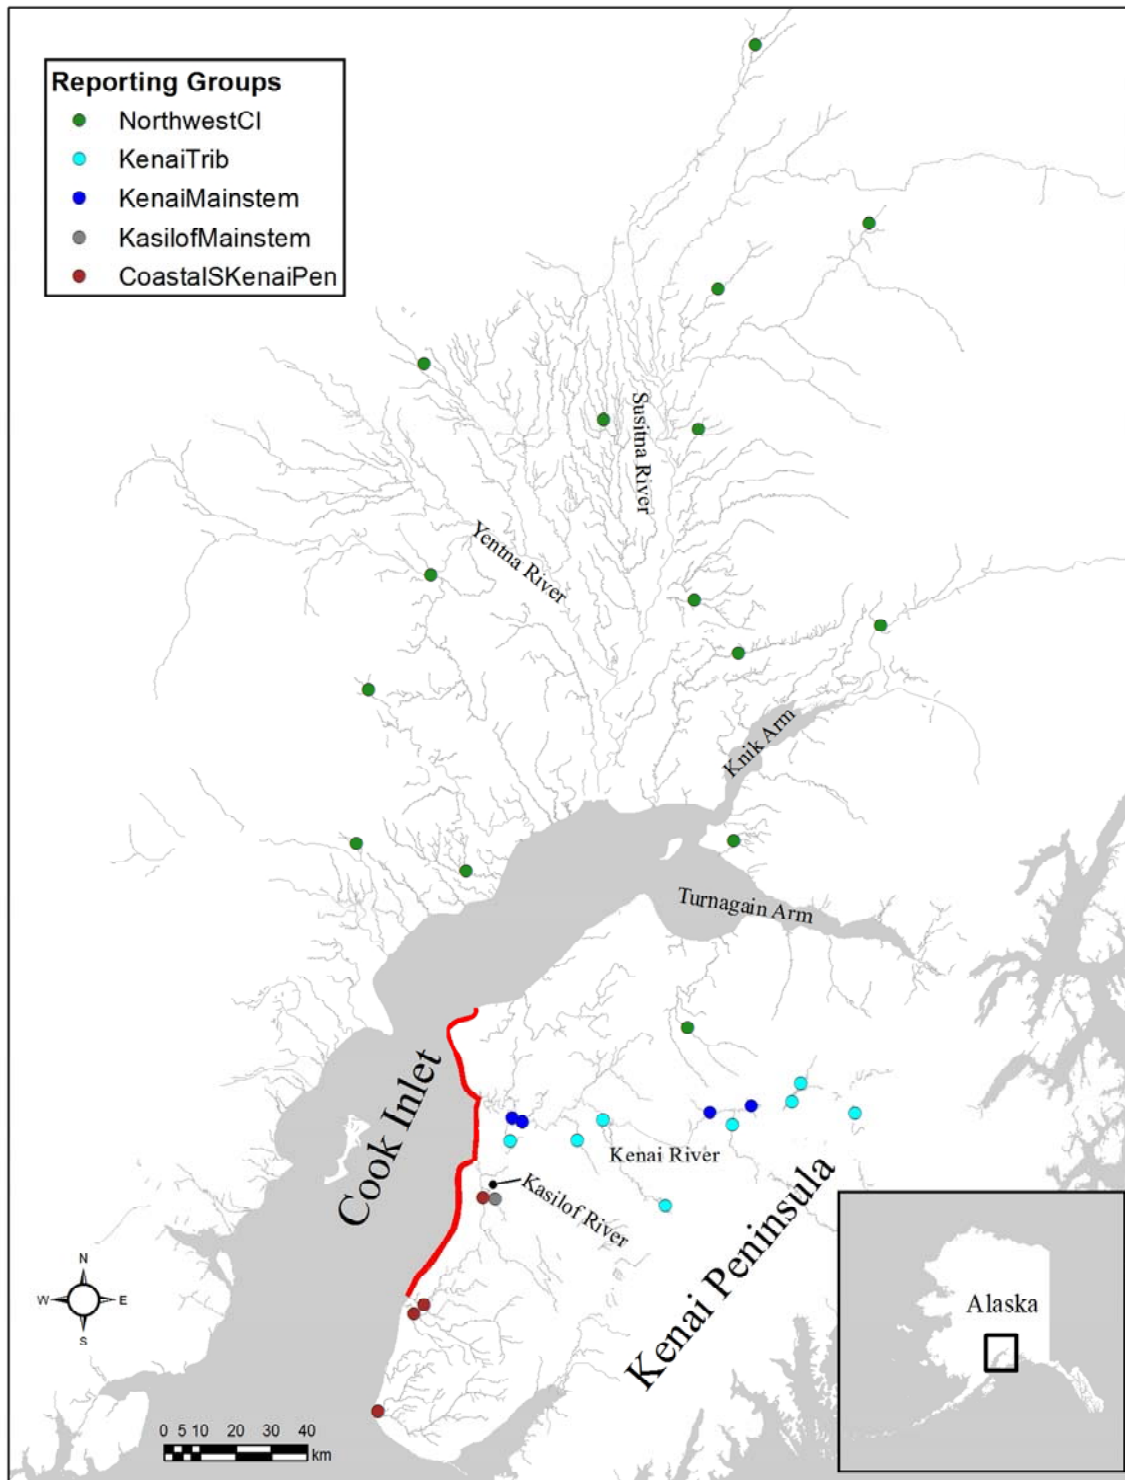 Reporting Groups
NorthwestCI
KenaiTrib
KenaiMainstem
KasilofMainstem
CoastalSKenaiPen
Susitna River
Yentna River
Knik Arm
Turnagain Arm
Cook Inlet
Kenai River
Kasilof River
Kenai Peninsula
N
W E
S
0 5 10 20 30 40
km
Alaska